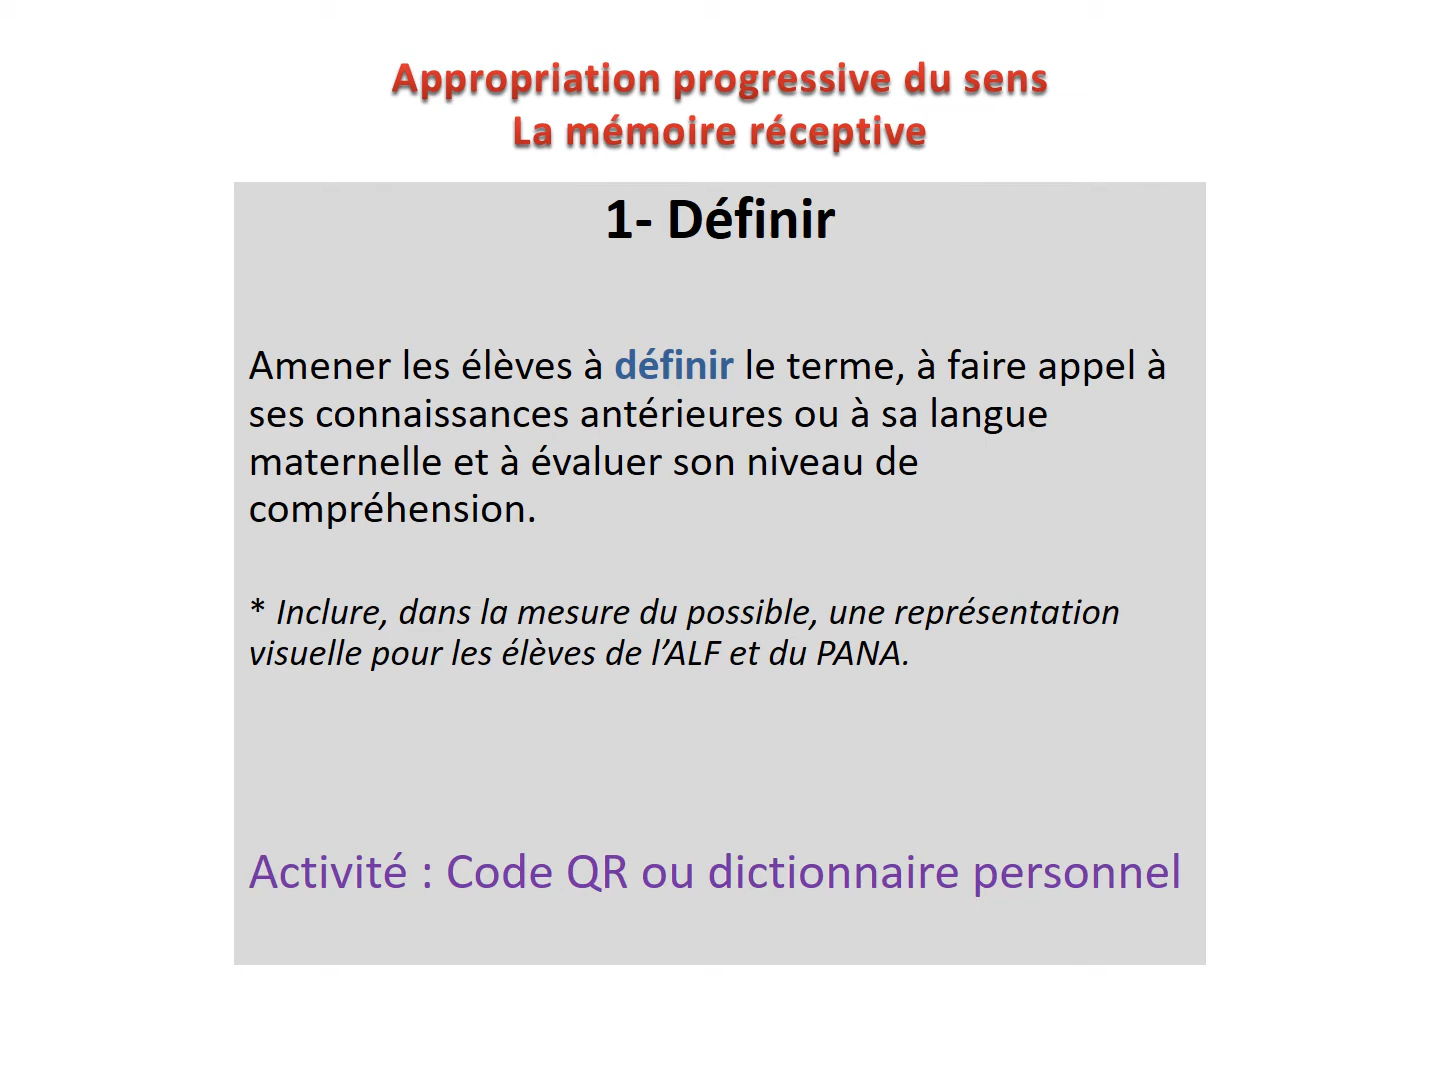 Appropriation progressive du sens
La mémoire réceptive
1- Définir
Amener les élèves à définir le terme, à faire appel à
ses connaissances antérieures ou à sa langue
maternelle et à évaluer son niveau de
compréhension.
* Inclure, dans la mesure du possible, une représentation
visuelle pour les élèves de l’ALF et du PANA.
Activité : Code QR ou dictionnaire personnel